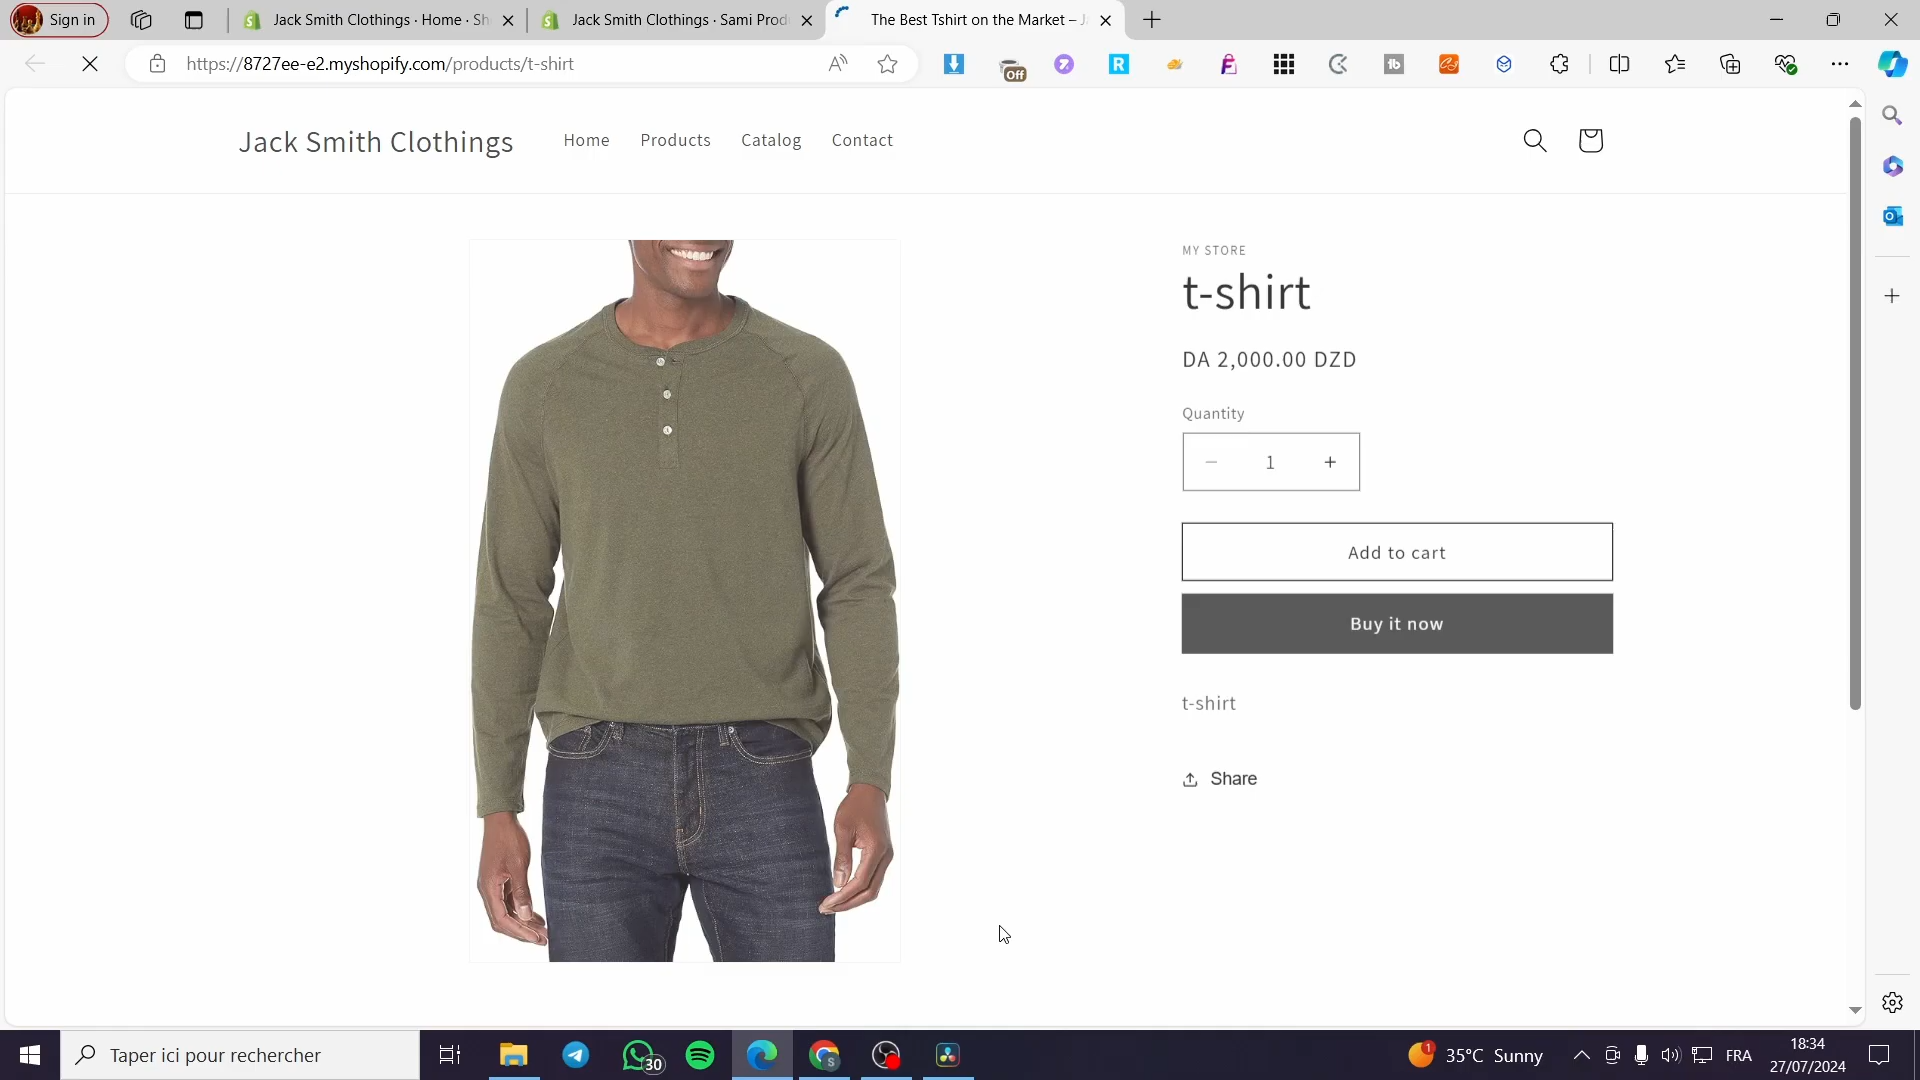 Sign in
Jack Smith Clothings · Home · Sh
Jack Smith Clothings · Sami Prod
The Best Tshirt on the Market – J
https://8727ee-e2.myshopify.com/products/t-shirt
Off
Jack Smith Clothings
Home
Products
Catalog
Contact
MY STORE
t-shirt
DA 2,000.00 DZD
Quantity
1
Add to cart
Buy it now
t-shirt
Share
Taper ici pour rechercher
30
1
35°C Sunny
FRA
18:34
27/07/2024